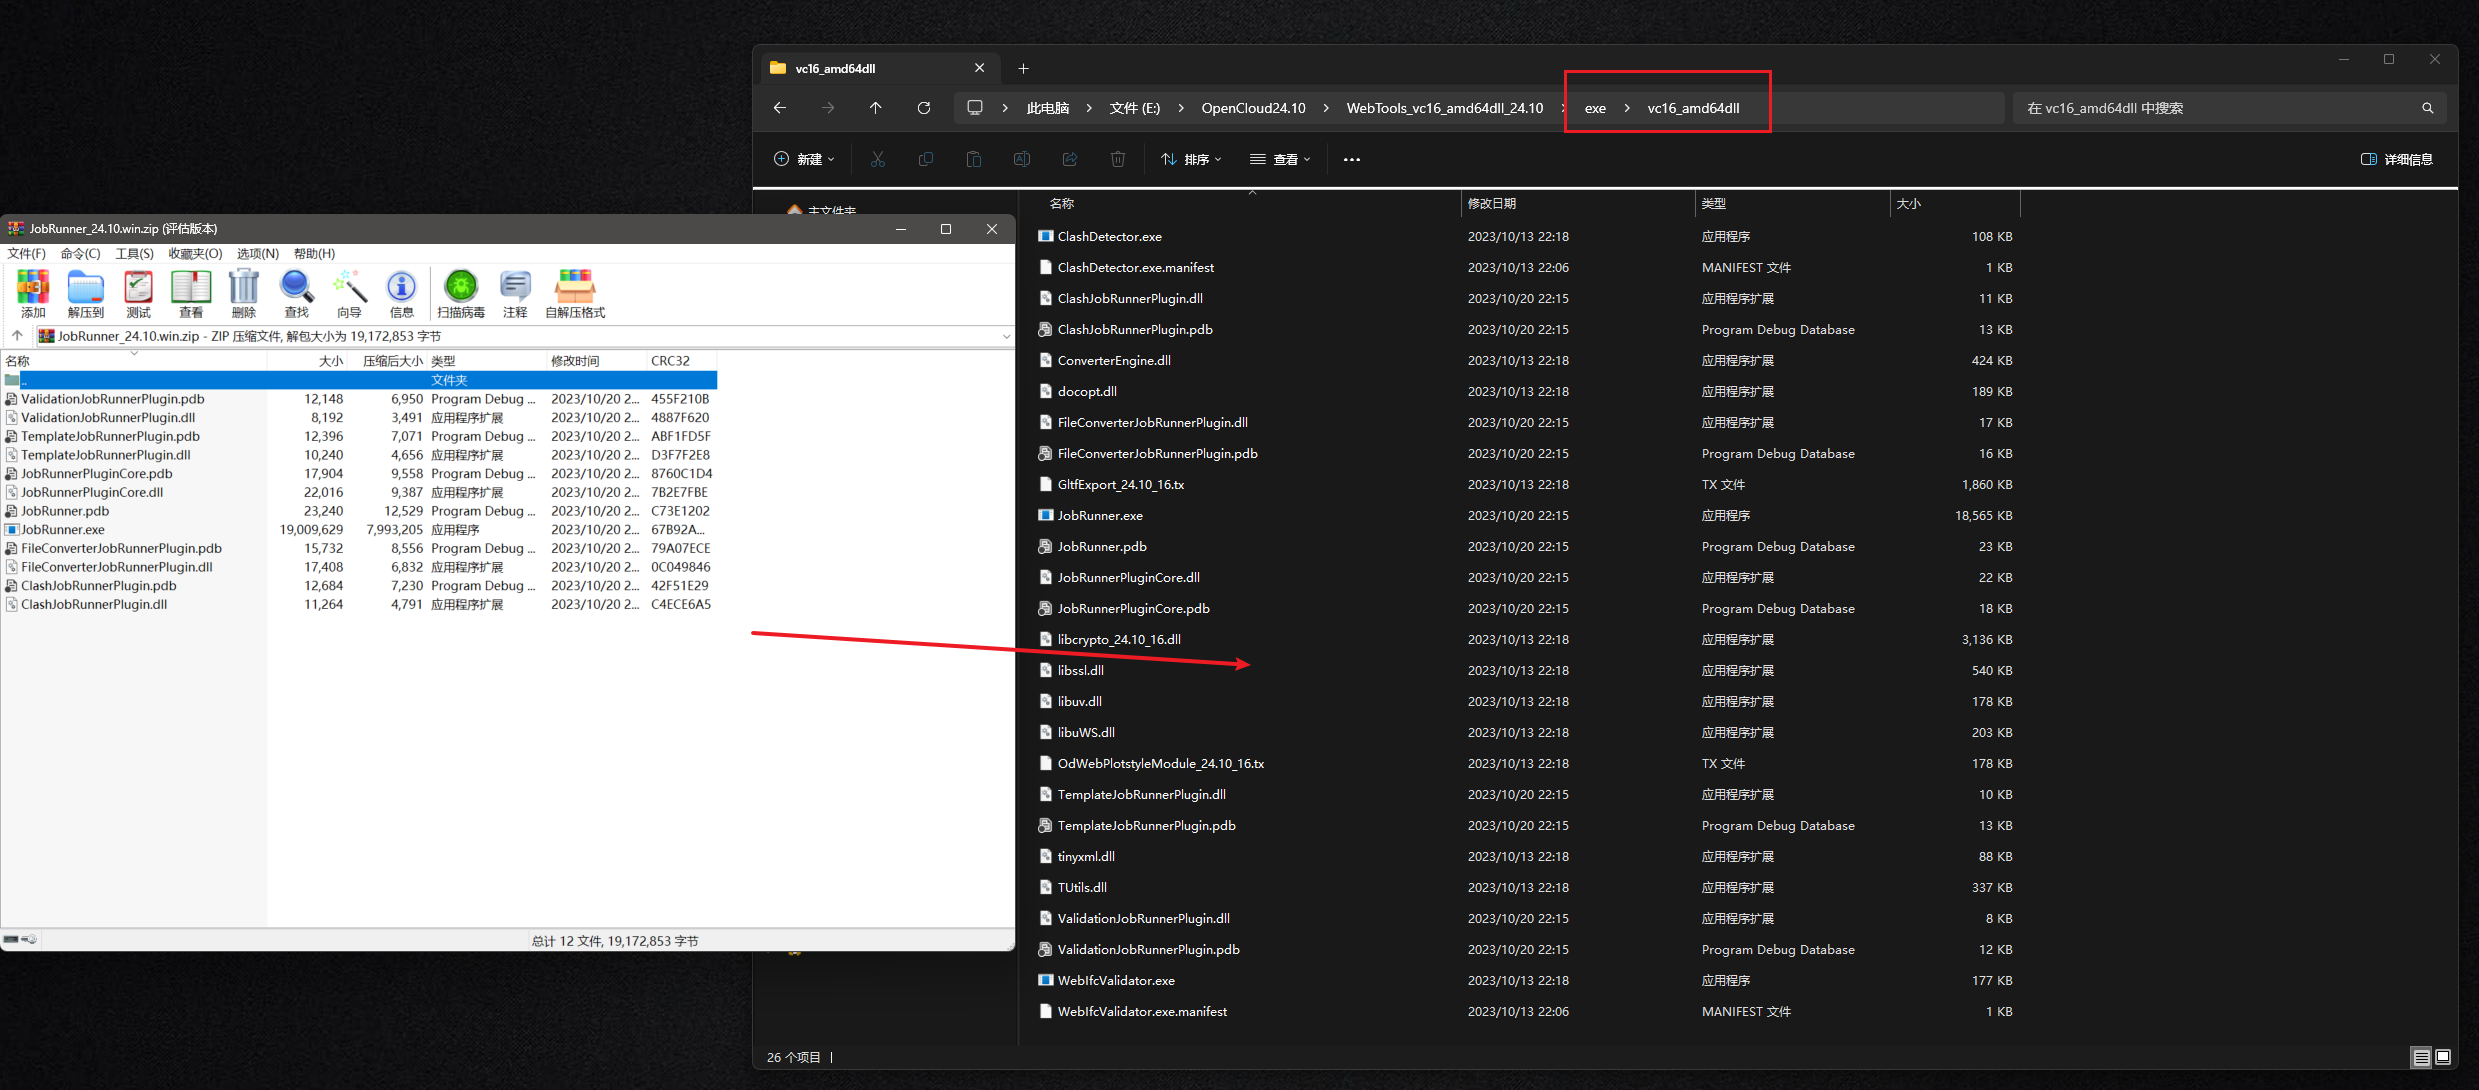 vc16_amd64dll
此电脑 文件 (E:) OpenCloud24.10 WebTools_vc16_amd64dll_24.10 exe vc16_amd64dll 在 vc16_amd64dll 中搜索
新建 排序 查看 详细信息
主文件夹
名称 修改日期 类型 大小
ClashDetector.exe 2023/10/13 22:18 应用程序 108 KB
ClashDetector.exe.manifest 2023/10/13 22:06 MANIFEST 文件 1 KB
ClashJobRunnerPlugin.dll 2023/10/20 22:15 应用程序扩展 11 KB
ClashJobRunnerPlugin.pdb 2023/10/20 22:15 Program Debug Database 13 KB
ConverterEngine.dll 2023/10/13 22:18 应用程序扩展 424 KB
docopt.dll 2023/10/13 22:18 应用程序扩展 189 KB
FileConverterJobRunnerPlugin.dll 2023/10/20 22:15 应用程序扩展 17 KB
FileConverterJobRunnerPlugin.pdb 2023/10/20 22:15 Program Debug Database 16 KB
GltfExport_24.10_16.tx 2023/10/13 22:18 TX 文件 1,860 KB
JobRunner.exe 2023/10/20 22:15 应用程序 18,565 KB
JobRunner.pdb 2023/10/20 22:15 Program Debug Database 23 KB
JobRunnerPluginCore.dll 2023/10/20 22:15 应用程序扩展 22 KB
JobRunnerPluginCore.pdb 2023/10/20 22:15 Program Debug Database 18 KB
libcrypto_24.10_16.dll 2023/10/13 22:18 应用程序扩展 3,136 KB
libssl.dll 2023/10/13 22:18 应用程序扩展 540 KB
libuv.dll 2023/10/13 22:18 应用程序扩展 178 KB
libuWS.dll 2023/10/13 22:18 应用程序扩展 203 KB
OdWebPlotstyleModule_24.10_16.tx 2023/10/13 22:18 TX 文件 178 KB
TemplateJobRunnerPlugin.dll 2023/10/20 22:15 应用程序扩展 10 KB
TemplateJobRunnerPlugin.pdb 2023/10/20 22:15 Program Debug Database 13 KB
tinyxml.dll 2023/10/13 22:18 应用程序扩展 88 KB
TUtils.dll 2023/10/13 22:18 应用程序扩展 337 KB
ValidationJobRunnerPlugin.dll 2023/10/20 22:15 应用程序扩展 8 KB
ValidationJobRunnerPlugin.pdb 2023/10/20 22:15 Program Debug Database 12 KB
WebIfcValidator.exe 2023/10/13 22:18 应用程序 177 KB
WebIfcValidator.exe.manifest 2023/10/13 22:06 MANIFEST 文件 1 KB
26 个项目
JobRunner_24.10.win.zip (评估版本)
文件(F) 命令(C) 工具(S) 收藏夹(O) 选项(N) 帮助(H)
添加 解压到 测试 查看 删除 查找 向导 信息 扫描病毒 注释 自解压格式
JobRunner_24.10.win.zip - ZIP 压缩文件, 解包大小为 19,172,853 字节
名称 大小 压缩后大小 类型 修改时间 CRC32
.. 文件夹
ValidationJobRunnerPlugin.pdb 12,148 6,950 Program Debug ... 2023/10/20 2... 455F210B
ValidationJobRunnerPlugin.dll 8,192 3,491 应用程序扩展 2023/10/20 2... 4887F620
TemplateJobRunnerPlugin.pdb 12,396 7,071 Program Debug ... 2023/10/20 2... ABF1FD5F
TemplateJobRunnerPlugin.dll 10,240 4,656 应用程序扩展 2023/10/20 2... D3F7F2E8
JobRunnerPluginCore.pdb 17,904 9,558 Program Debug ... 2023/10/20 2... 8760C1D4
JobRunnerPluginCore.dll 22,016 9,387 应用程序扩展 2023/10/20 2... 7B2E7FBE
JobRunner.pdb 23,240 12,529 Program Debug ... 2023/10/20 2... C73E1202
JobRunner.exe 19,009,629 7,993,205 应用程序 2023/10/20 2... 67B92A...
FileConverterJobRunnerPlugin.pdb 15,732 8,556 Program Debug ... 2023/10/20 2... 79A07ECE
FileConverterJobRunnerPlugin.dll 17,408 6,832 应用程序扩展 2023/10/20 2... 0C049846
ClashJobRunnerPlugin.pdb 12,684 7,230 Program Debug ... 2023/10/20 2... 42F51E29
ClashJobRunnerPlugin.dll 11,264 4,791 应用程序扩展 2023/10/20 2... C4ECE6A5
总计 12 文件, 19,172,853 字节